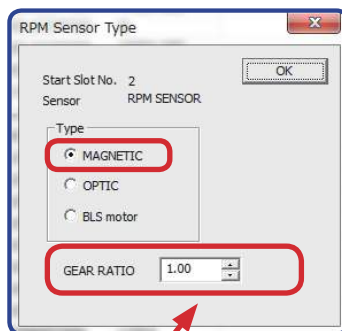 RPM Sensor Type
x
Start Slot No. 2
OK
Sensor RPM SENSOR
Type
MAGNETIC
OPTIC
BLS motor
GEAR RATIO 1.00